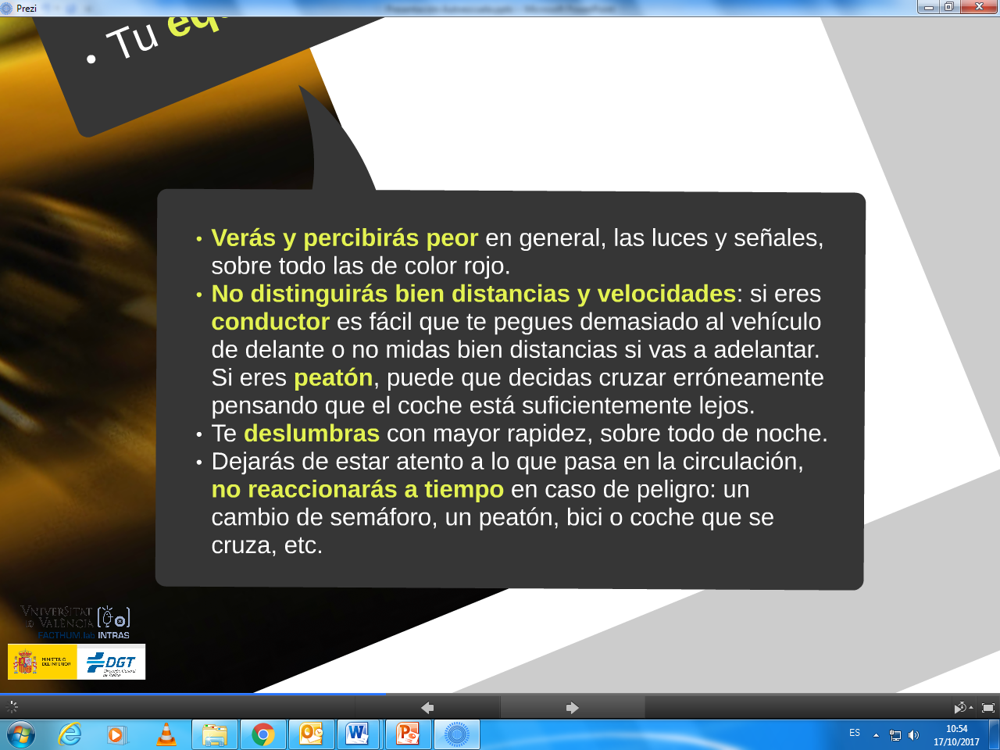 Prezi
• Tu
• Verás y percibirás peor en general, las luces y señales,
sobre todo las de color rojo.
• No distinguirás bien distancias y velocidades: si eres
conductor es fácil que te pegues demasiado al vehículo
de delante o no midas bien distancias si vas a adelantar.
Si eres peatón, puede que decidas cruzar erróneamente
pensando que el coche está suficientemente lejos.
• Te deslumbras con mayor rapidez, sobre todo de noche.
• Dejarás de estar atento a lo que pasa en la circulación,
no reaccionarás a tiempo en caso de peligro: un
cambio de semáforo, un peatón, bici o coche que se
cruza, etc.
VNIVERSITAT
ID VALÈNCIA
FACTHUM.lab INTRAS
MINISTERIO
DEL INTERIOR
DGT
Dirección General
de Tráfico
ES
10:54
17/10/2017